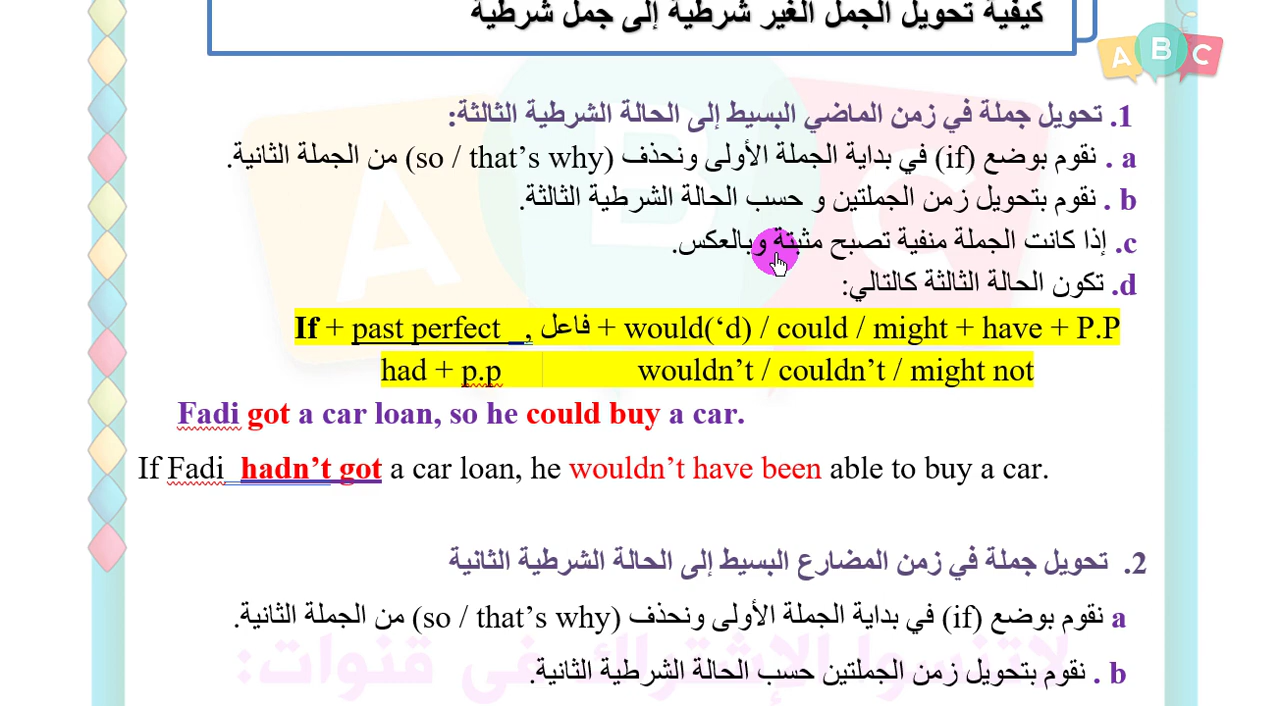 كيفية تحويل الجمل الغير شرطية إلى جمل شرطية
A B C
1. تحويل جملة في زمن الماضي البسيط إلى الحالة الشرطية الثالثة:
a . نقوم بوضع (if) في بداية الجملة الأولى ونحذف (so / that’s why) من الجملة الثانية.
b . نقوم بتحويل زمن الجملتين و حسب الحالة الشرطية الثالثة.
c. إذا كانت الجملة منفية تصبح مثبتة وبالعكس.
d. تكون الحالة الثالثة كالتالي:
If + past perfect , فاعل + would(‘d) / could / might + have + P.P
had + p.p wouldn’t / couldn’t / might not
Fadi got a car loan, so he could buy a car.
If Fadi hadn’t got a car loan, he wouldn’t have been able to buy a car.
2. تحويل جملة في زمن المضارع البسيط إلى الحالة الشرطية الثانية
a نقوم بوضع (if) في بداية الجملة الأولى ونحذف (so / that’s why) من الجملة الثانية.
لاتنسوا الإشتراك في قنوات:
b . نقوم بتحويل زمن الجملتين حسب الحالة الشرطية الثانية.